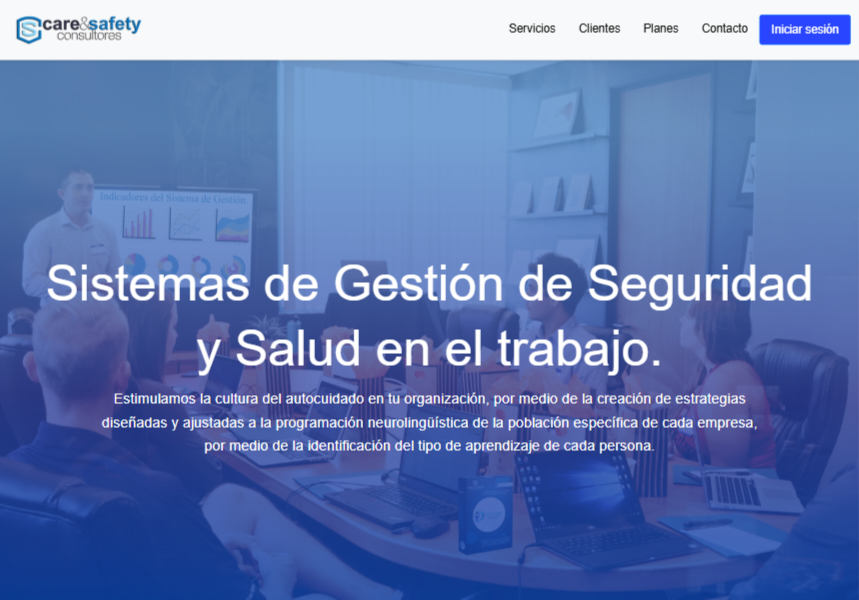 care&safety
consultores
Servicios Clientes Planes Contacto Iniciar sesión
Indicadores del Sistema de Gestión.
Sistemas de Gestión de Seguridad
y Salud en el trabajo.
Estimulamos la cultura del autocuidado en tu organización, por medio de la creación de estrategias
diseñadas y ajustadas a la programación neurolingüística de la población específica de cada empresa,
por medio de la identificación del tipo de aprendizaje de cada persona.